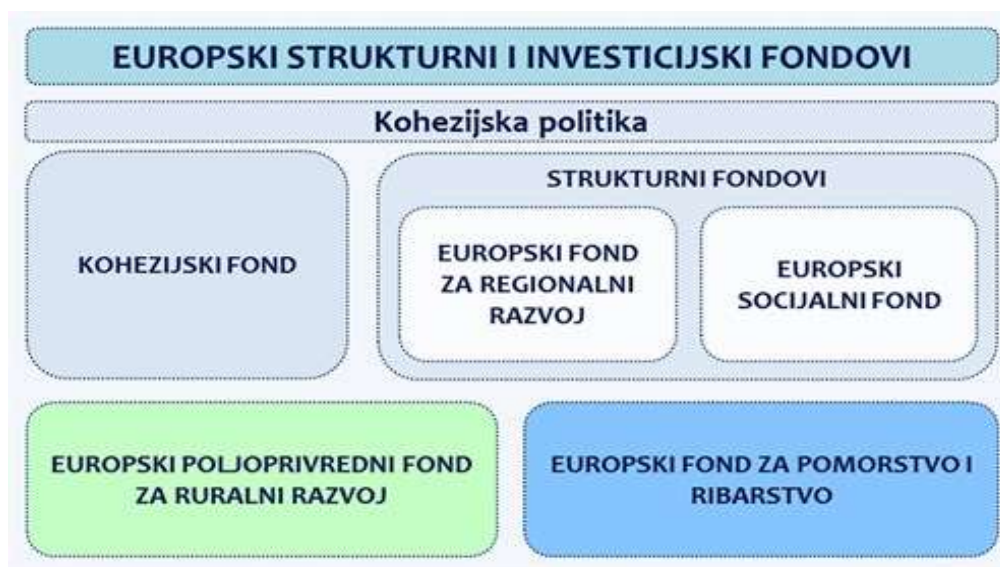 EUROPSKI STRUKTURNI I INVESTICIJSKI FONDOVI
Kohezijska politika
KOHEZIJSKI FOND
STRUKTURNI FONDOVI
EUROPSKI FOND
ZA REGIONALNI
RAZVOJ
EUROPSKI
SOCIJALNI FOND
EUROPSKI POLJOPRIVREDNI FOND
ZA RURALNI RAZVOJ
EUROPSKI FOND ZA POMORSTVO I
RIBARSTVO